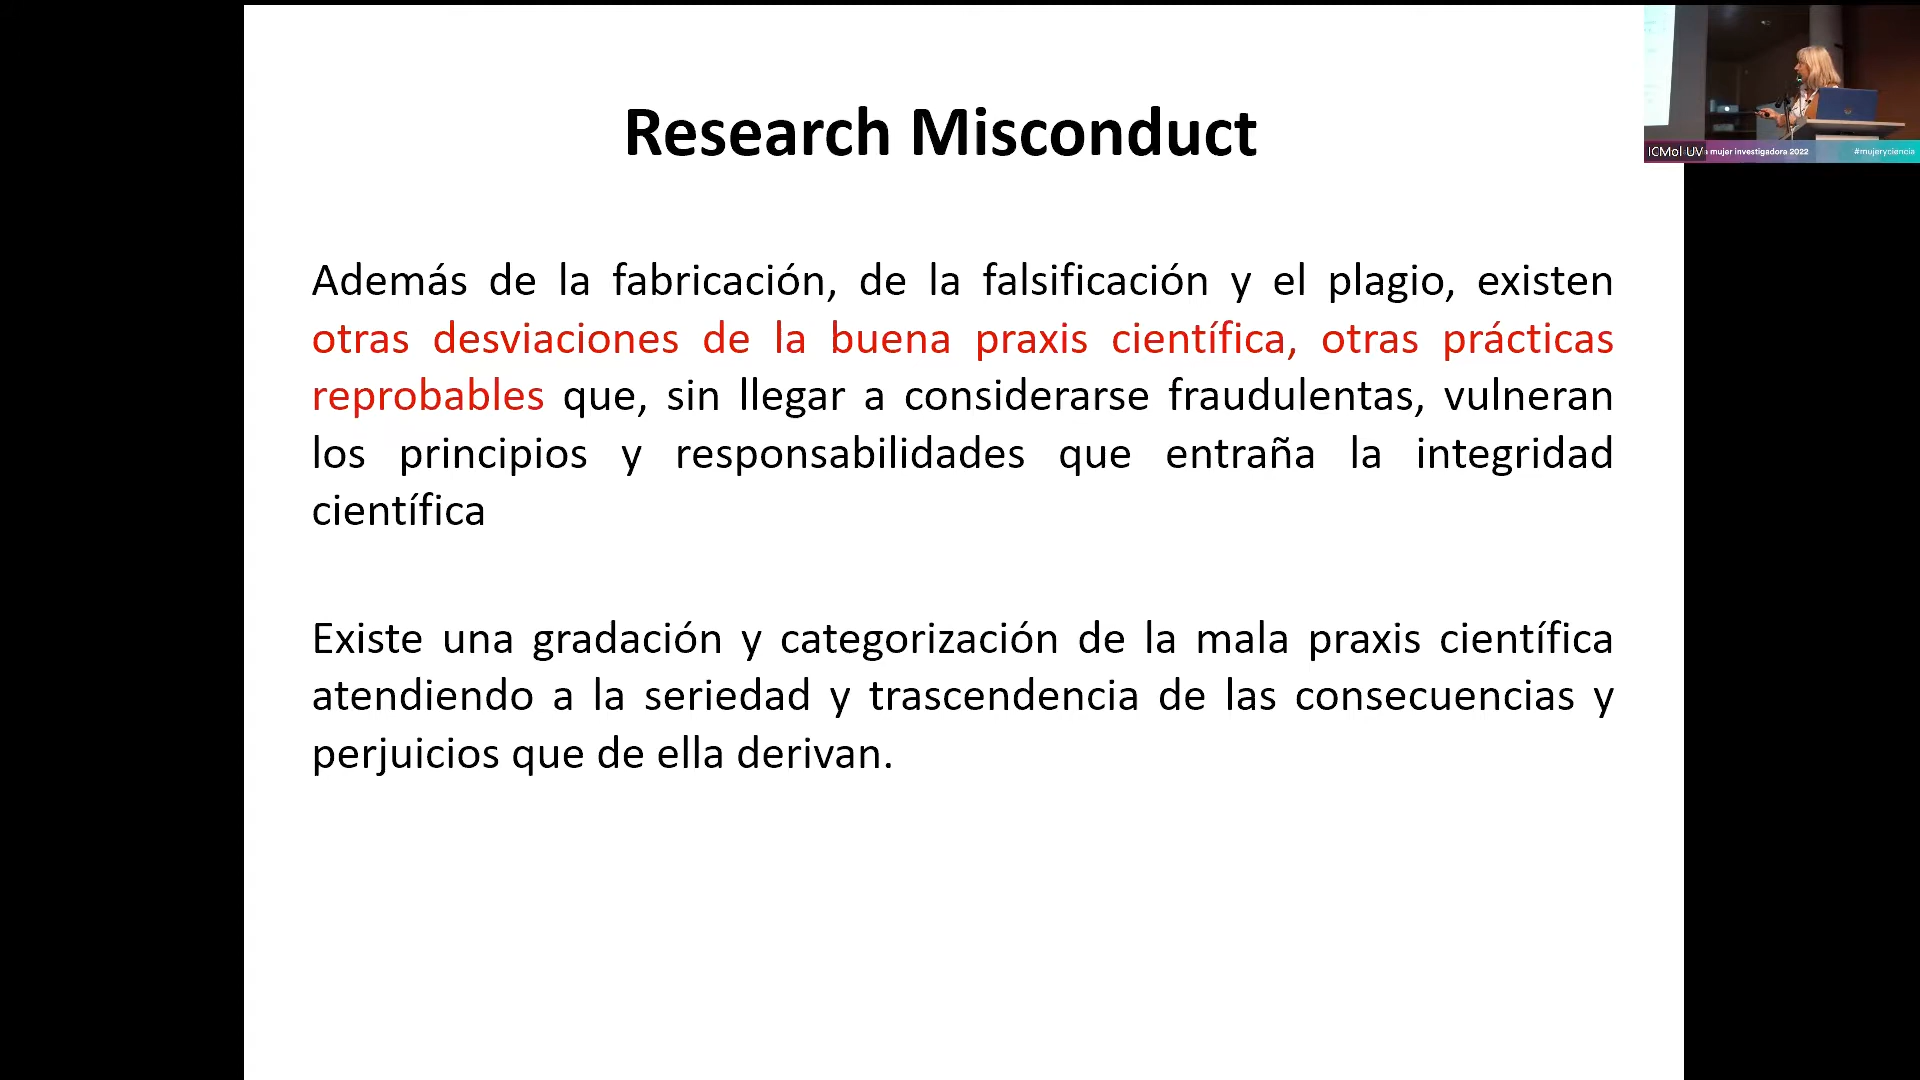 Research Misconduct
ICMol UV mujer investigadora 2022 #mujeryciencia
Además de la fabricación, de la falsificación y el plagio, existen
otras desviaciones de la buena praxis científica, otras prácticas
reprobables que, sin llegar a considerarse fraudulentas, vulneran
los principios y responsabilidades que entraña la integridad
científica
Existe una gradación y categorización de la mala praxis científica
atendiendo a la seriedad y trascendencia de las consecuencias y
perjuicios que de ella derivan.